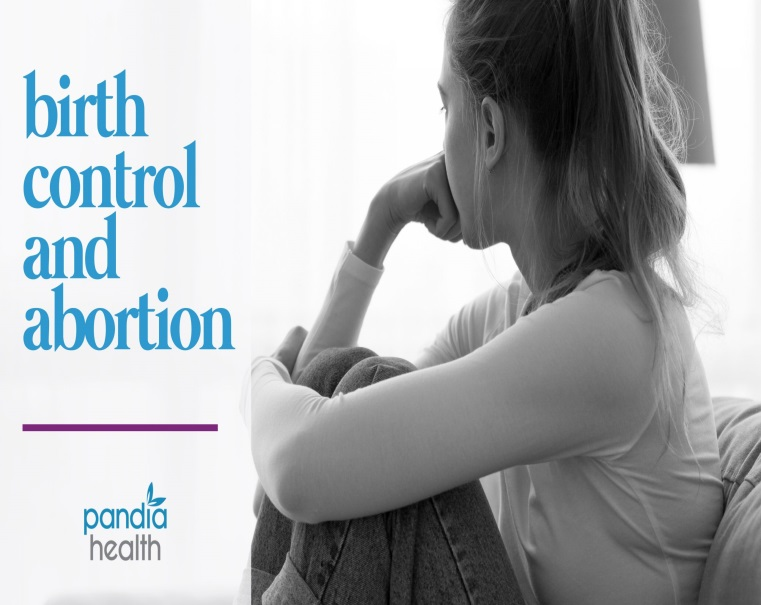 birth
control
and
abortion
pandia
health